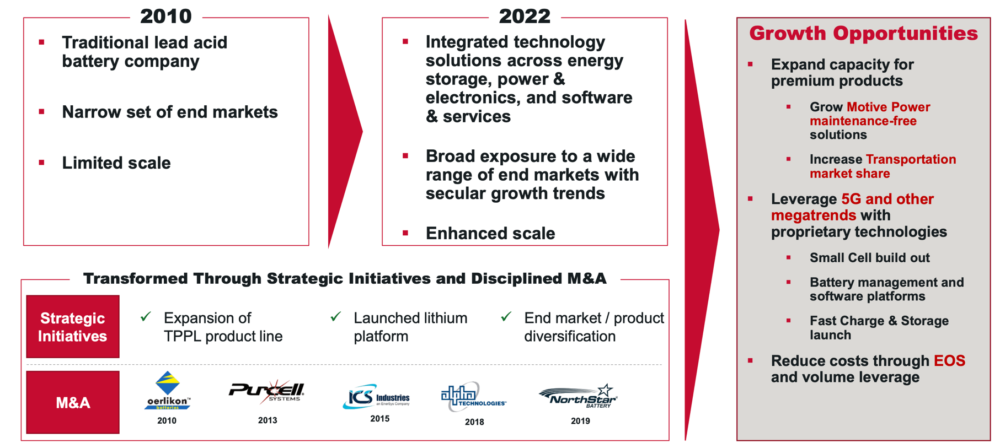 2010
Traditional lead acid
battery company
Narrow set of end markets
Limited scale
2022
Integrated technology
solutions across energy
storage, power &
electronics, and software
& services
Broad exposure to a wide
range of end markets with
secular growth trends
Enhanced scale
Transformed Through Strategic Initiatives and Disciplined M&A
Strategic
Initiatives
Expansion of
TPPL product line
Launched lithium
platform
End market / product
diversification
M&A
oerlikon™
batteries
2010
Purcell®
SYSTEMS
2013
ICS Industries
an EnerSys Company
2015
alpha
TECHNOLOGIES™
2018
NorthStar®
BATTERY
2019
Growth Opportunities
Expand capacity for
premium products
Grow Motive Power
maintenance-free
solutions
Increase Transportation
market share
Leverage 5G and other
megatrends with
proprietary technologies
Small Cell build out
Battery management and
software platforms
Fast Charge & Storage
launch
Reduce costs through EOS
and volume leverage